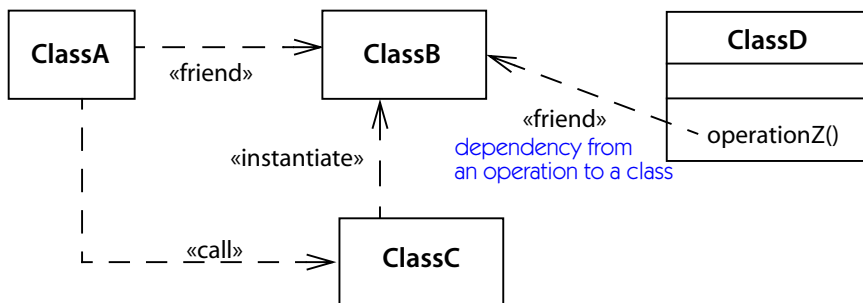 ClassA
«friend»
ClassB
ClassD
«friend»
operationZ()
dependency from
an operation to a class
«instantiate»
«call»
ClassC